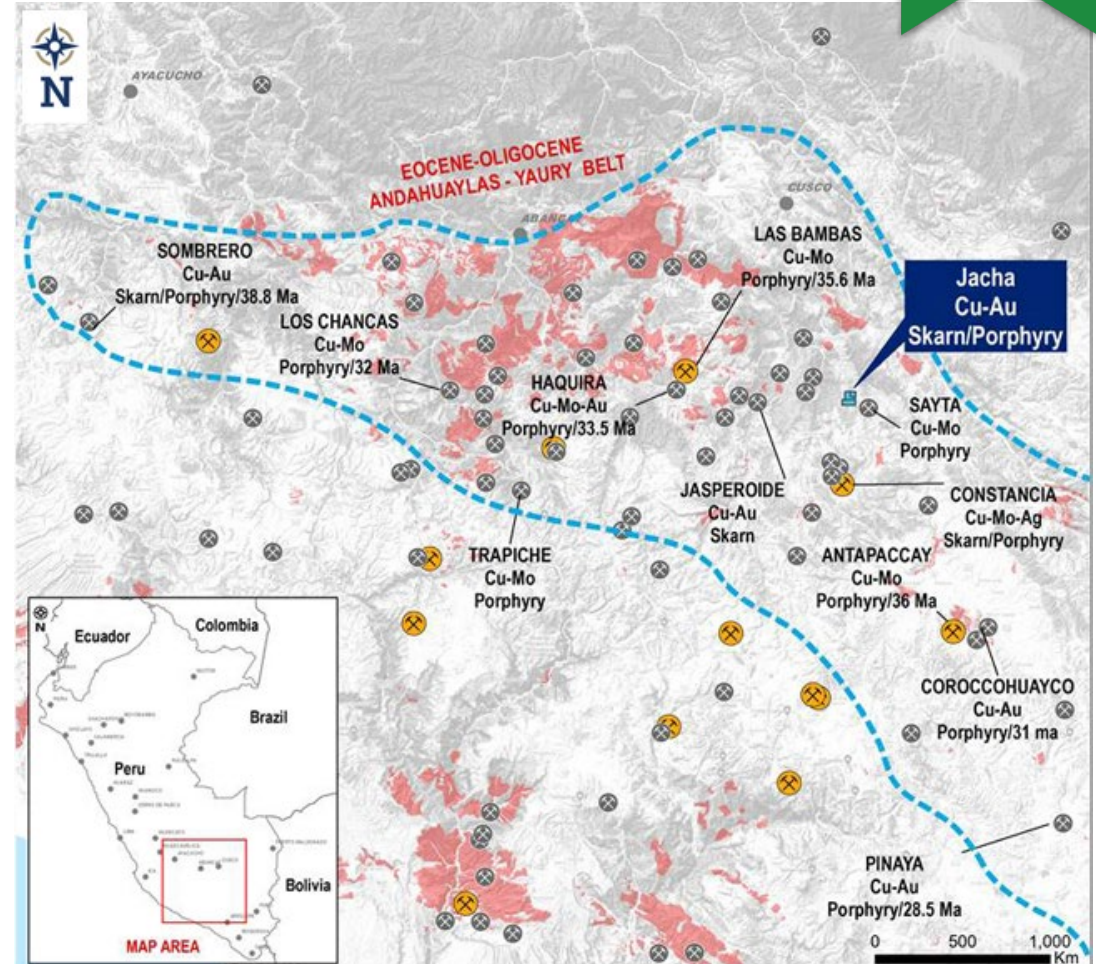 N
AYACUCHO
EOCENE-OLIGOCENE
ANDAHUAYLAS - YAURY BELT
CUSCO
SOMBRERO
Cu-Au
Skarn/Porphyry/38.8 Ma
LAS BAMBAS
Cu-Mo
Porphyry/35.6 Ma
Jacha
Cu-Au
Skarn/Porphyry
LOS CHANCAS
Cu-Mo
Porphyry/32 Ma
HAQUIRA
Cu-Mo-Au
Porphyry/33.5 Ma
SAYTA
Cu-Mo
Porphyry
JASPEROIDE
Cu-Au
Skarn
CONSTANCIA
Cu-Mo-Ag
Skarn/Porphyry
TRAPICHE
Cu-Mo
Porphyry
ANTAPACCAY
Cu-Mo
Porphyry/36 Ma
COROCCOHUAYCO
Cu-Au
Porphyry/31 ma
PINAYA
Cu-Au
Porphyry/28.5 Ma
0 500 1,000
Km
N
Ecuador
Colombia
Brazil
Peru
Bolivia
MAP AREA